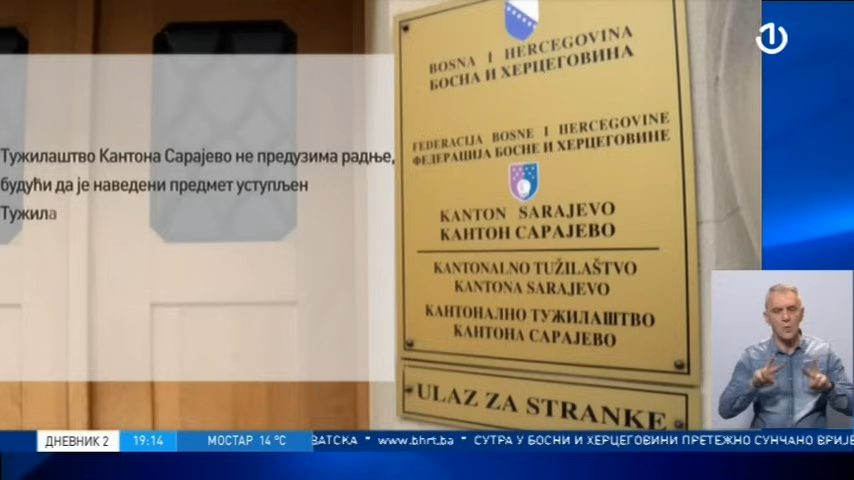 Тужилаштво Кантона Сарајево не предузима радње,
будући да је наведени предмет уступљен
Тужила
BOSNA I HERCEGOVINA
БОСНА И ХЕРЦЕГОВИНА
FEDERACIJA BOSNE I HERCEGOVINE
ФЕДЕРАЦИЈА БОСНЕ И ХЕРЦЕГОВИНЕ
KANTON SARAJEVO
КАНТОН САРАЈЕВО
KANTONALNO TUŽILAŠTVO
KANTONA SARAJEVO
КАНТОНАЛНО ТУЖИЛАШТВО
КАНТОНА САРАЈЕВО
ULAZ ZA STRANKE
1
ДНЕВНИК 2 19:14 МОСТАР 14 °C ВАТСКА * www.bhrt.ba * СУТРА У БОСНИ И ХЕРЦЕГОВИНИ ПРЕТЕЖНО СУНЧАНО ВРИЈЕ